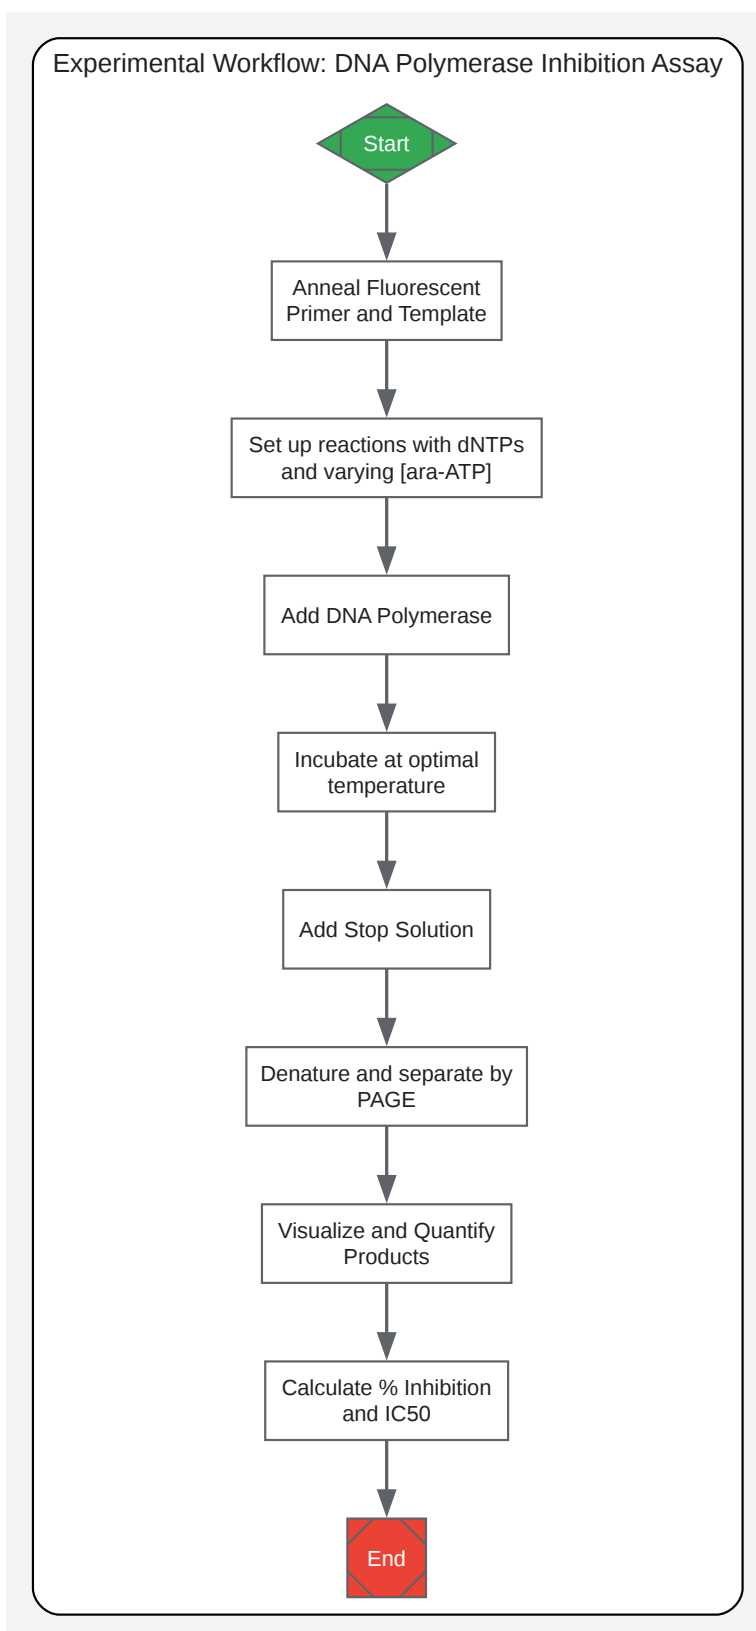 Experimental Workflow: DNA Polymerase Inhibition Assay
Start
Anneal Fluorescent
Primer and Template
Set up reactions with dNTPs
and varying [ara-ATP]
Add DNA Polymerase
Incubate at optimal
temperature
Add Stop Solution
Denature and separate by
PAGE
Visualize and Quantify
Products
Calculate % Inhibition
and IC50
End